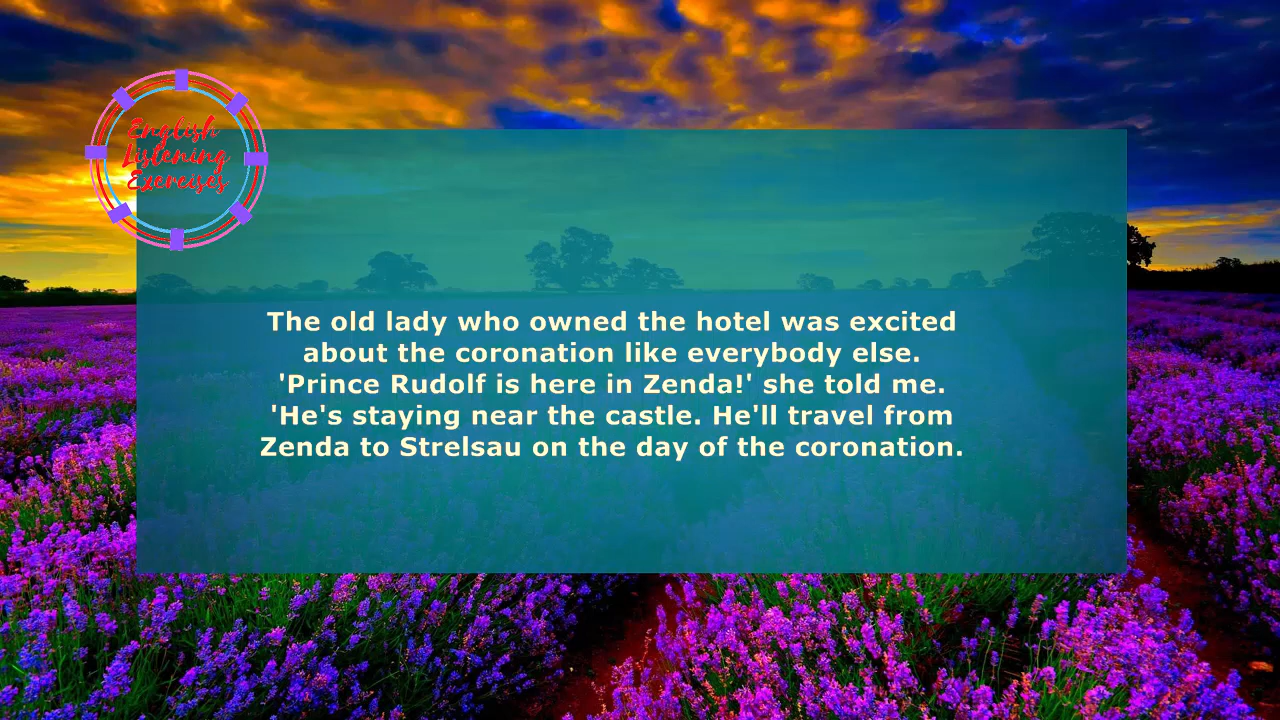 English
Listening
Exercises
The old lady who owned the hotel was excited
about the coronation like everybody else.
'Prince Rudolf is here in Zenda!' she told me.
'He's staying near the castle. He'll travel from
Zenda to Strelsau on the day of the coronation.